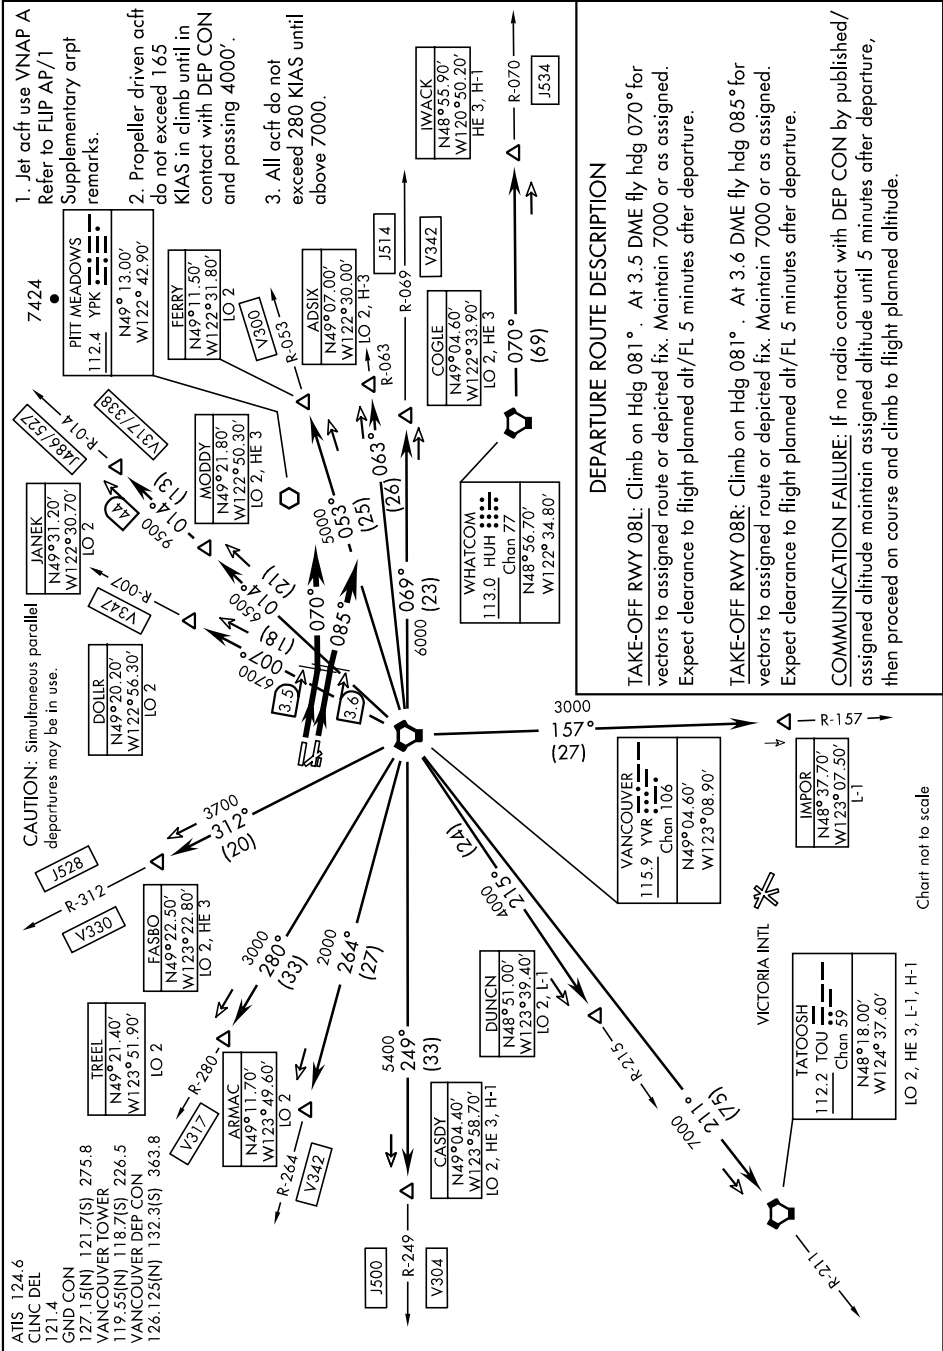 ATIS 124.6
CLNC DEL
121.4
GND CON
127.15(N) 121.7(S) 275.8
VANCOUVER TOWER
119.55(N) 118.7(S) 226.5
VANCOUVER DEP CON
126.125(N) 132.3(S) 363.8
CAUTION: Simultaneous parallel
departures may be in use.
7424
1. Jet acft use VNAP A
Refer to FLIP AP/1
Supplementary arpt
remarks.
2. Propeller driven acft
do not exceed 165
KIAS in climb until in
contact with DEP CON
and passing 4000'.
3. All acft do not
exceed 280 KIAS until
above 7000.
TREEL
N49°21.40'
W123°51.90'
LO 2
FASBO
N49°22.50'
W123°22.80'
LO 2, HE 3
J528
R-312
V330
3700
312°
(20)
DOLLR
N49°20.20'
W122°56.30'
LO 2
V347
R-007
6700
007°
(18)
JANEK
N49°31.20'
W122°30.70'
LO 2
J486/527
R-014
V317/338
9500
014°
(13)
44
MODDY
N49°21.80'
W122°50.30'
LO 2, HE 3
6500
014°
(21)
PITT MEADOWS
112.4 YPK
N49°13.00'
W122°42.90'
FERRY
N49°11.50'
W122°31.80'
LO 2
V300
R-053
5000
053°
(25)
ADSIX
N49°07.00'
W122°30.00'
LO 2, H-3
R-063
063°
(26)
J514
R-069
V342
COGLE
N49°04.60'
W122°33.90'
LO 2, HE 3
6000
069°
(23)
IWACK
N48°55.90'
W120°50.20'
HE 3, H-1
R-070
J534
070°
(69)
WHATCOM
113.0 HUH
Chan 77
N48°56.70'
W122°34.80'
3.5
070°
3.6
085°
V317
R-280
3000
280°
(33)
ARMAC
N49°11.70'
W123°49.60'
LO 2
R-264
V342
2000
264°
(27)
J500
R-249
V304
5400
249°
(33)
CASDY
N49°04.40'
W123°58.70'
LO 2, HE 3, H-1
DUNCN
N48°51.00'
W123°39.40'
LO 2, L-1
4000
215°
(24)
R-215
7000
211°
(75)
R-211
TATOOSH
112.2 TOU
Chan 59
N48°18.00'
W124°37.60'
LO 2, HE 3, L-1, H-1
VICTORIA INTL
VANCOUVER
115.9 YVR
Chan 106
N49°04.60'
W123°08.90'
3000
157°
(27)
R-157
IMPOR
N48°37.70'
W123°07.50'
L-1
Chart not to scale
DEPARTURE ROUTE DESCRIPTION
TAKE-OFF RWY 08L: Climb on Hdg 081°. At 3.5 DME fly hdg 070° for
vectors to assigned route or depicted fix. Maintain 7000 or as assigned.
Expect clearance to flight planned alt/FL 5 minutes after departure.
TAKE-OFF RWY 08R: Climb on Hdg 081°. At 3.6 DME fly hdg 085° for
vectors to assigned route or depicted fix. Maintain 7000 or as assigned.
Expect clearance to flight planned alt/FL 5 minutes after departure.
COMMUNICATION FAILURE: If no radio contact with DEP CON by published/
assigned altitude maintain assigned altitude until 5 minutes after departure,
then proceed on course and climb to flight planned altitude.